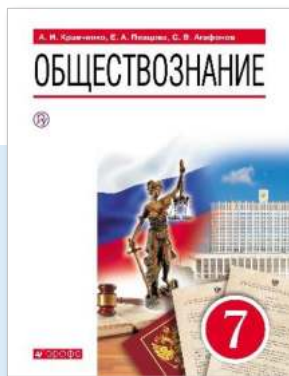 А. И. Кравченко, Е. А. Певцова, С. В. Агафонов
ОБЩЕСТВОЗНАНИЕ
7
ДРОФА